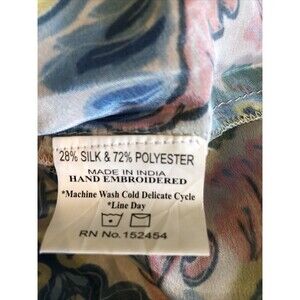 28% SILK & 72% POLYESTER
MADE IN INDIA
HAND EMBROIDERED
*Machine Wash Cold Delicate Cycle
*Line Day
RN No.152454